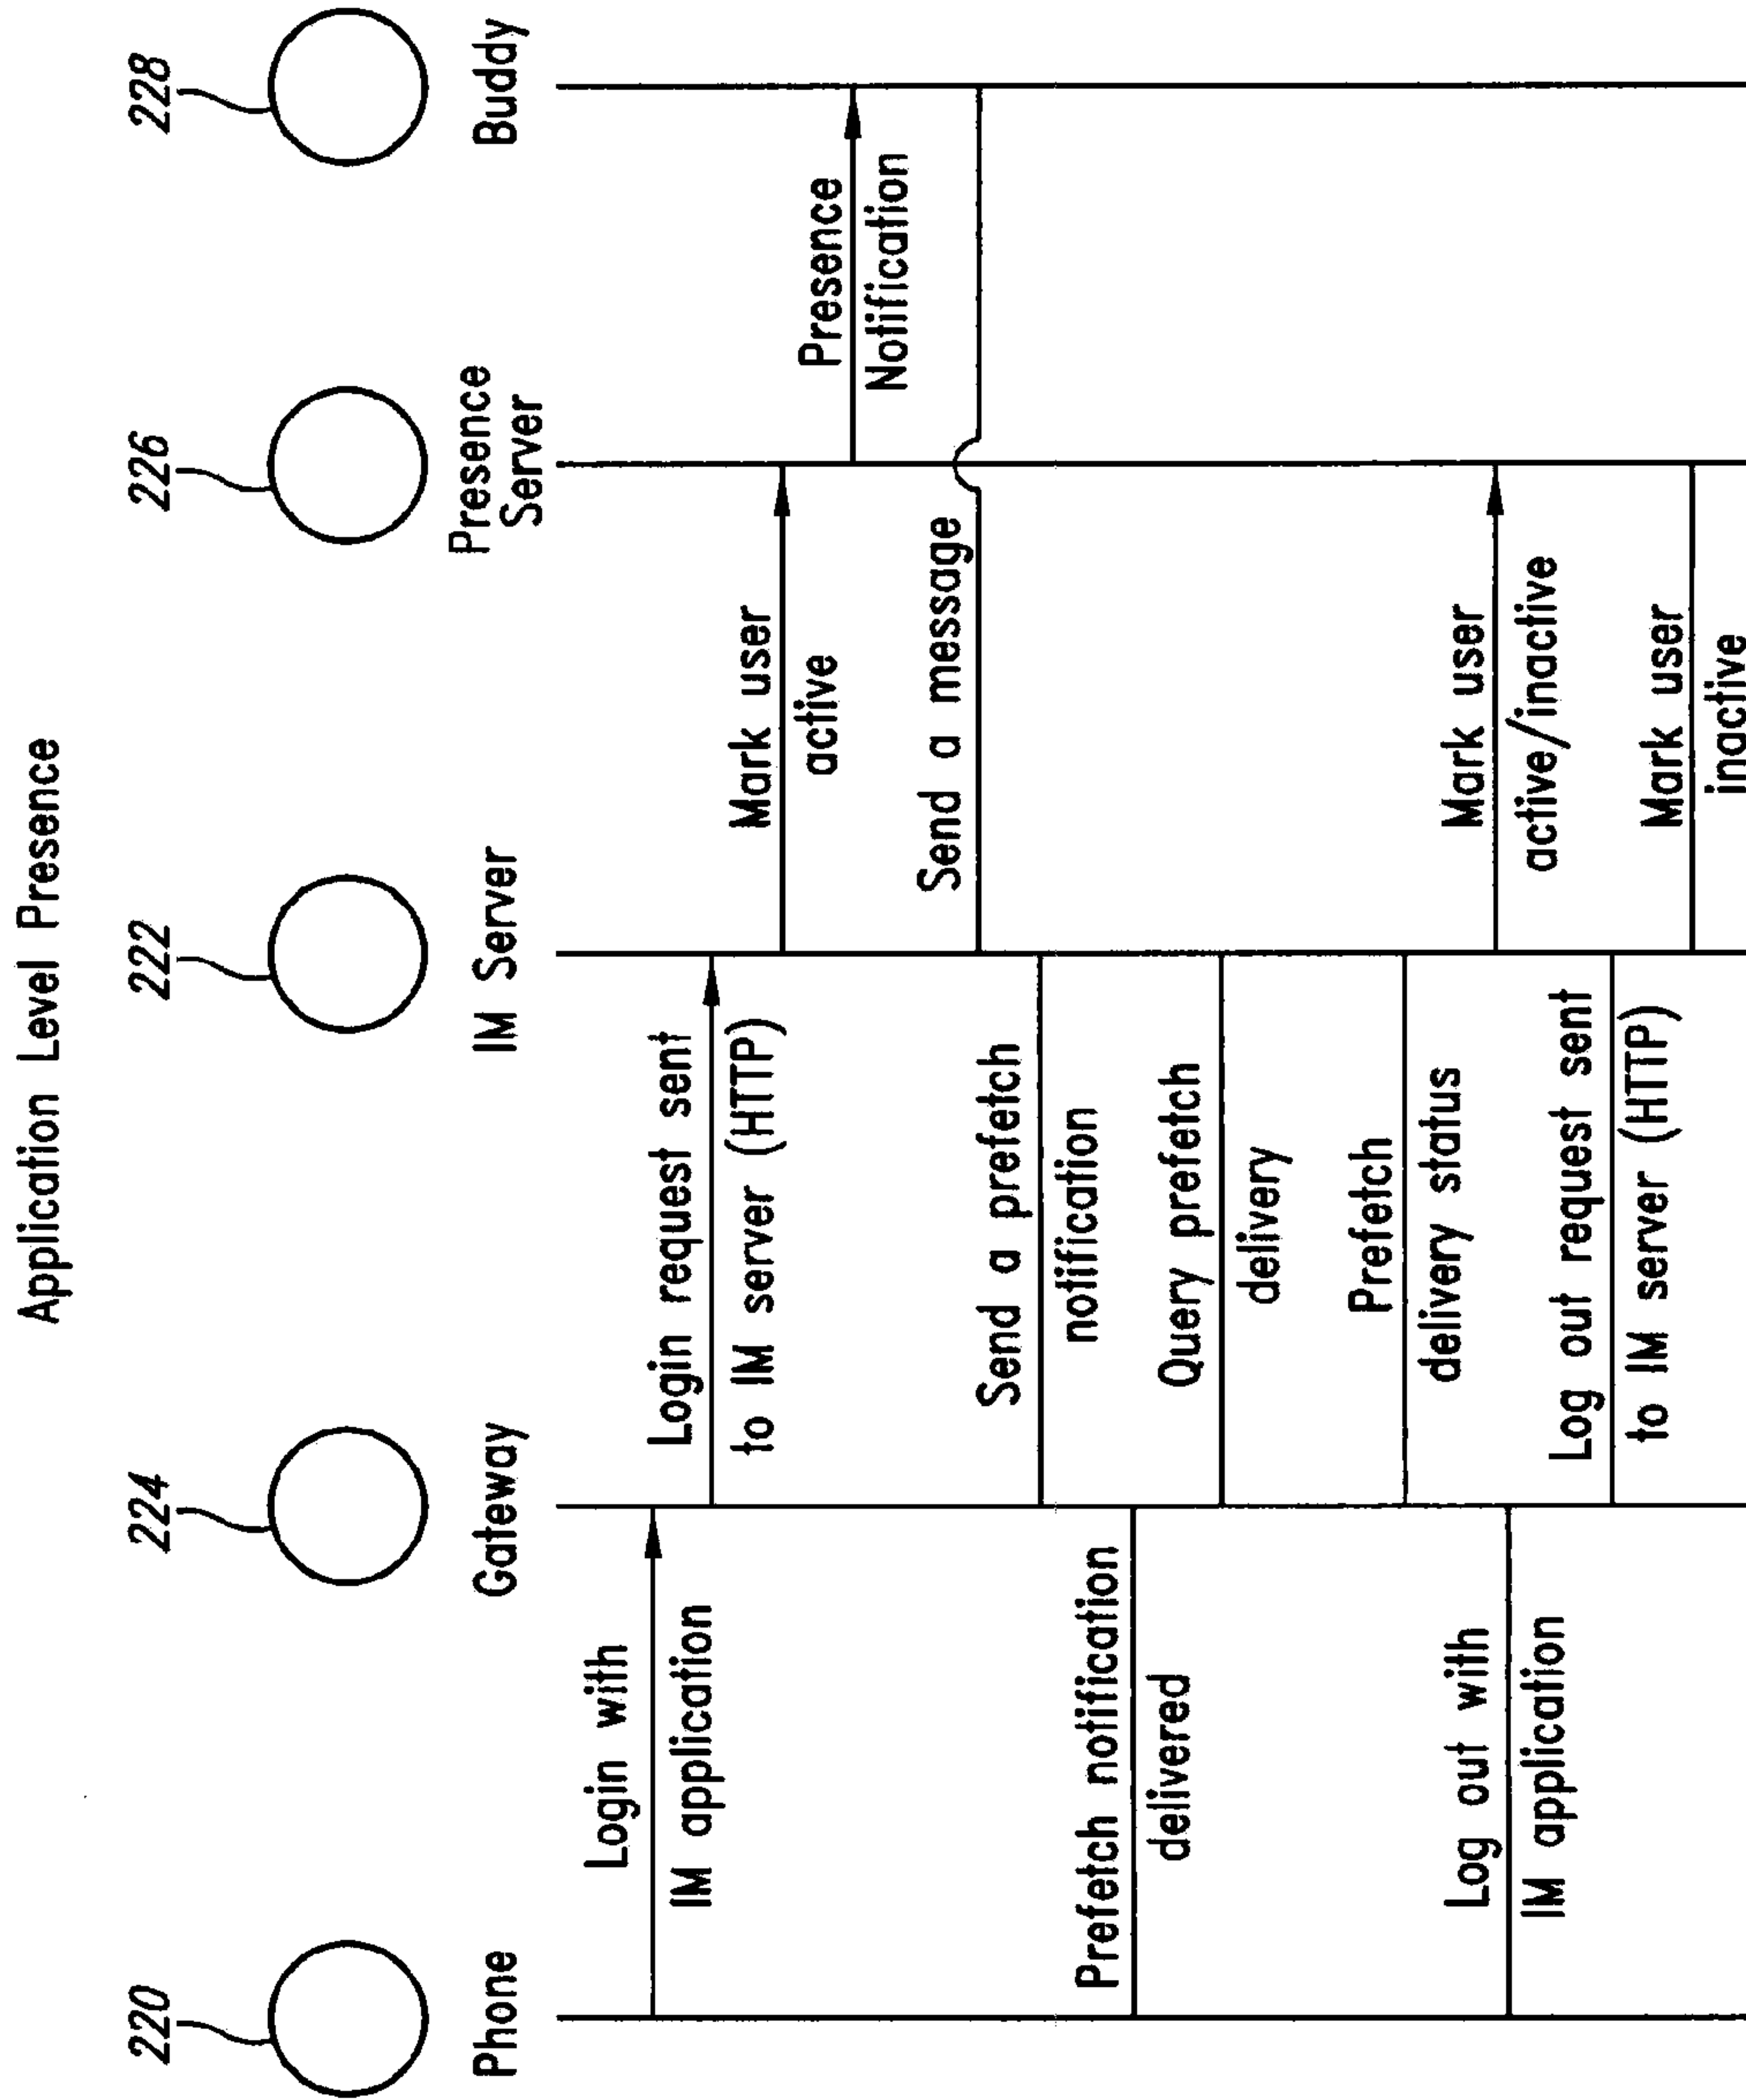 Application Level Presence
220
224
222
226
228
Phone
Gateway
IM Server
Presence
Server
Buddy
Login with
IM application
Login request sent
to IM server (HTTP)
Mark user
active
Presence
Notification
Send a message
Send a prefetch
notification
Prefetch notification
delivered
Query prefetch
delivery
Prefetch
delivery status
Mark user
active/inactive
Log out with
IM application
Log out request sent
to IM server (HTTP)
Mark user
inactive